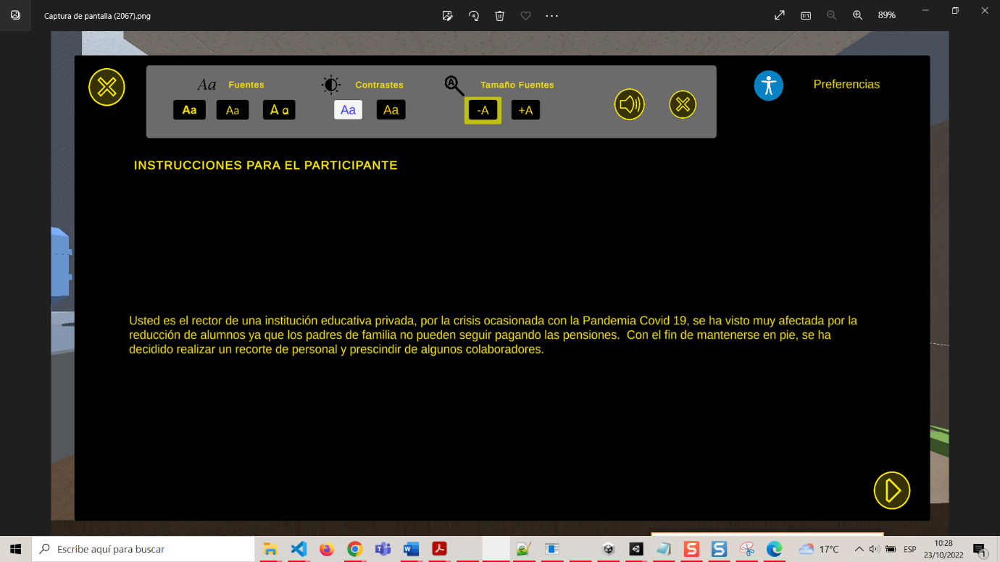 Captura de pantalla (2067).png
89%
Aa Fuentes
Contrastes
A
Tamaño Fuentes
Preferencias
Aa Aa A a Aa Aa -A +A
INSTRUCCIONES PARA EL PARTICIPANTE
Usted es el rector de una institución educativa privada, por la crisis ocasionada con la Pandemia Covid 19, se ha visto muy afectada por la
reducción de alumnos ya que los padres de familia no pueden seguir pagando las pensiones. Con el fin de mantenerse en pie, se ha
decidido realizar un recorte de personal y prescindir de algunos colaboradores.
Escribe aquí para buscar
17°C
ESP
10:28
23/10/2022
1